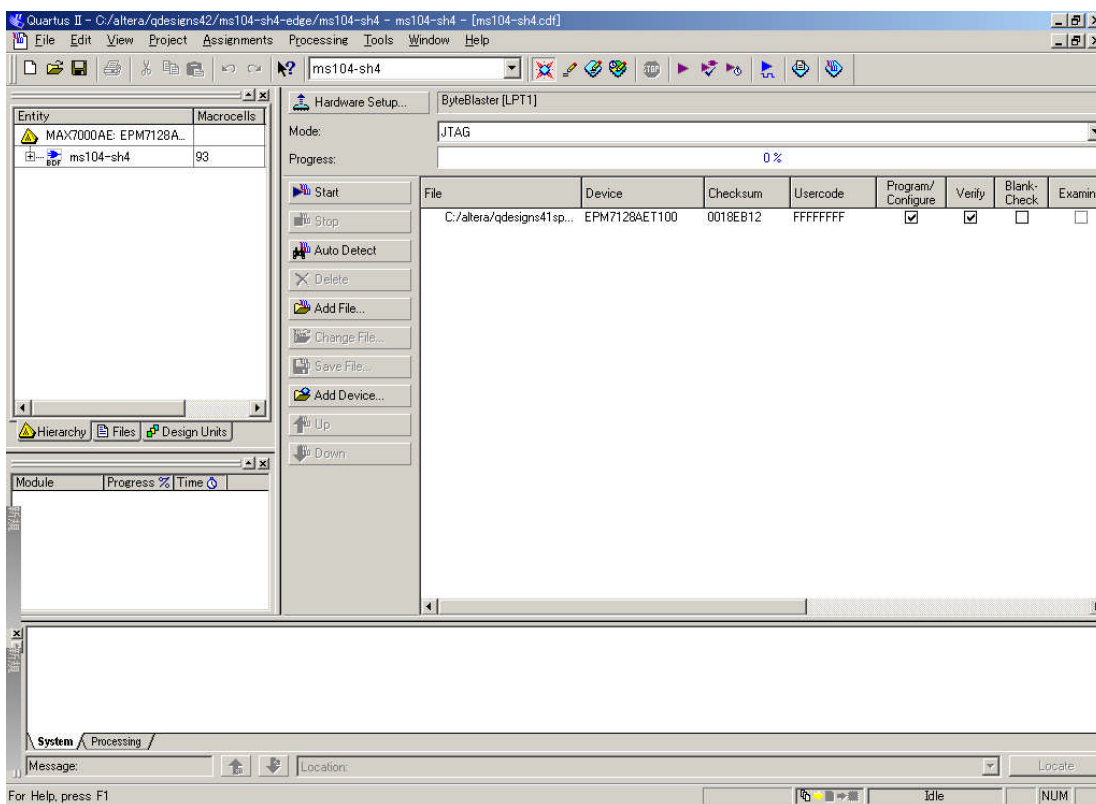 Quartus II - C:/altera/qdesigns42/ms104-sh4-edge/ms104-sh4 - ms104-sh4 - [ms104-sh4.cdf]
File Edit View Project Assignments Processing Tools Window Help
ms104-sh4
Entity Macrocells
MAX7000AE: EPM7128A...
BDF ms104-sh4 93
Hierarchy Files Design Units
Module Progress % Time
Hardware Setup... ByteBlaster [LPT1]
Mode: JTAG
Progress: 0 %
Start
Stop
Auto Detect
Delete
Add File...
Change File...
Save File...
Add Device...
Up
Down
File Device Checksum Usercode Program/ Configure Verify Blank- Check Examin
C:/altera/qdesigns41sp... EPM7128AET100 0018EB12 FFFFFFFF
System Processing
Message: Location: Locate
For Help, press F1 Idle NUM